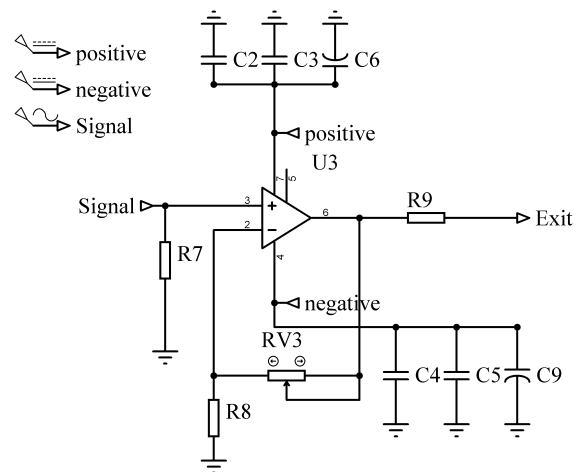 C2
C3
C6
positive
negative
Signal
positive
U3
7
5
Signal
3
2
6
4
R9
Exit
R7
negative
RV3
C4
C5
C9
R8